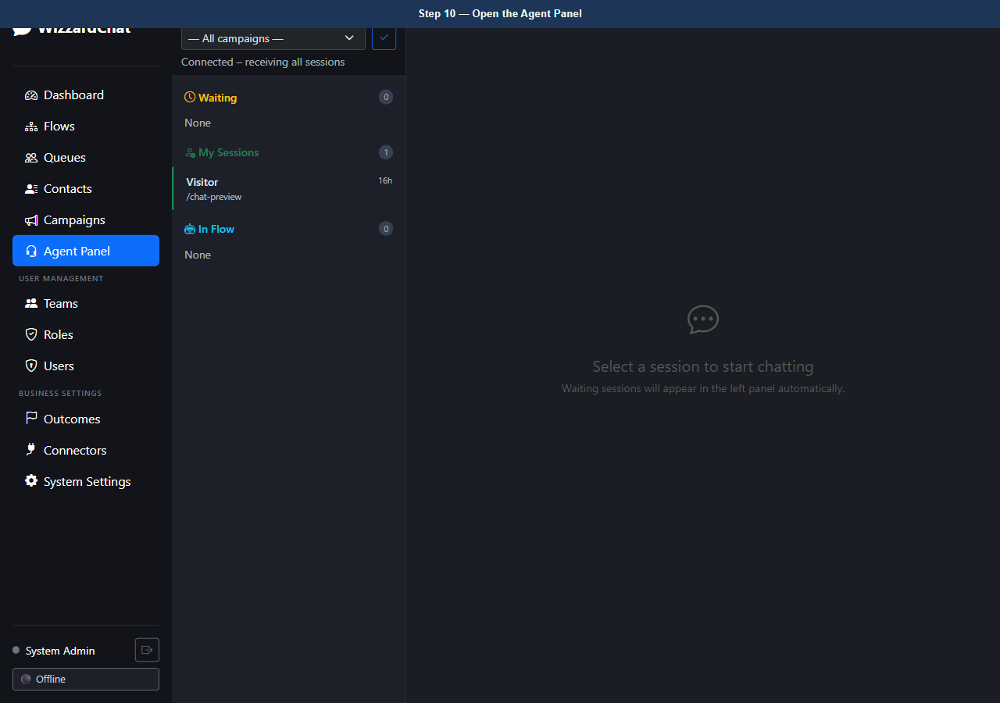 Step 10 — Open the Agent Panel
WizzardChat
Dashboard
Flows
Queues
Contacts
Campaigns
Agent Panel
USER MANAGEMENT
Teams
Roles
Users
BUSINESS SETTINGS
Outcomes
Connectors
System Settings
System Admin
Offline
— All campaigns —
Connected – receiving all sessions
Waiting 0
None
My Sessions 1
Visitor 16h
/chat-preview
In Flow 0
None
Select a session to start chatting
Waiting sessions will appear in the left panel automatically.